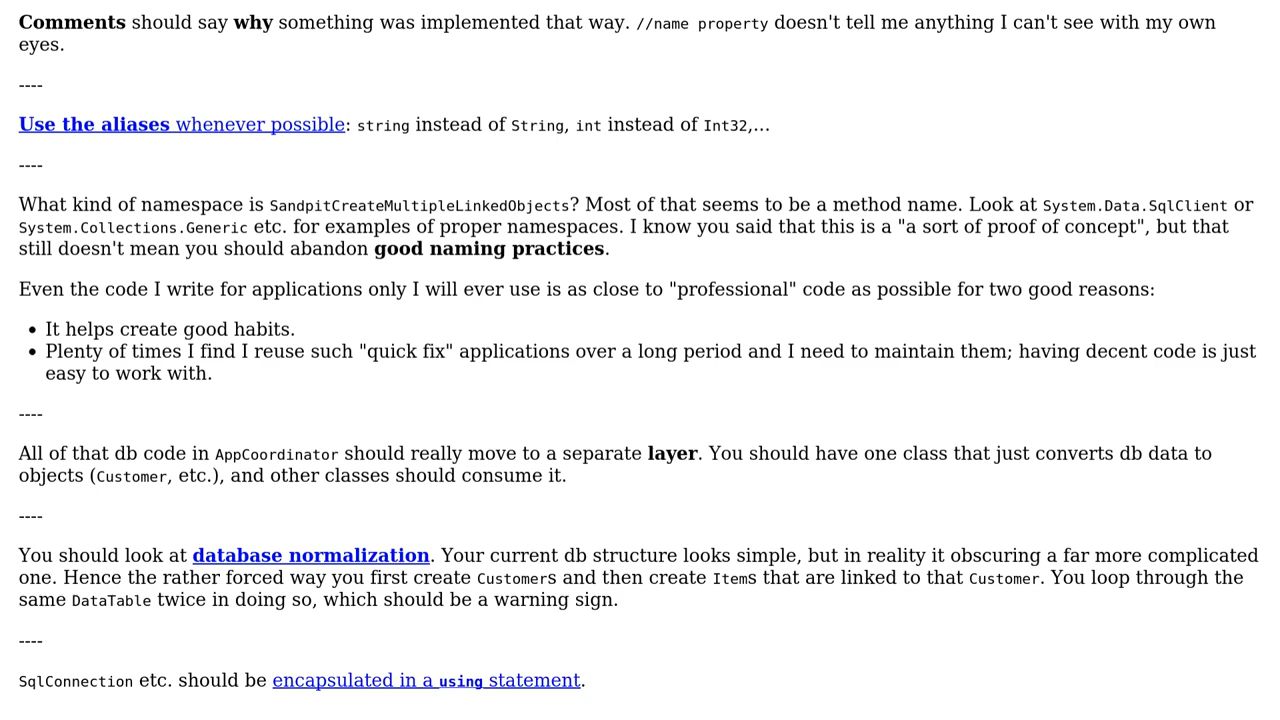 Comments should say why something was implemented that way. //name property doesn't tell me anything I can't see with my own
eyes.
----
Use the aliases whenever possible: string instead of String, int instead of Int32,...
----
What kind of namespace is SandpitCreateMultipleLinkedObjects? Most of that seems to be a method name. Look at System.Data.SqlClient or
System.Collections.Generic etc. for examples of proper namespaces. I know you said that this is a "a sort of proof of concept", but that
still doesn't mean you should abandon good naming practices.
Even the code I write for applications only I will ever use is as close to "professional" code as possible for two good reasons:
• It helps create good habits.
• Plenty of times I find I reuse such "quick fix" applications over a long period and I need to maintain them; having decent code is just
easy to work with.
----
All of that db code in AppCoordinator should really move to a separate layer. You should have one class that just converts db data to
objects (Customer, etc.), and other classes should consume it.
----
You should look at database normalization. Your current db structure looks simple, but in reality it obscuring a far more complicated
one. Hence the rather forced way you first create Customers and then create Items that are linked to that Customer. You loop through the
same DataTable twice in doing so, which should be a warning sign.
----
SqlConnection etc. should be encapsulated in a using statement.